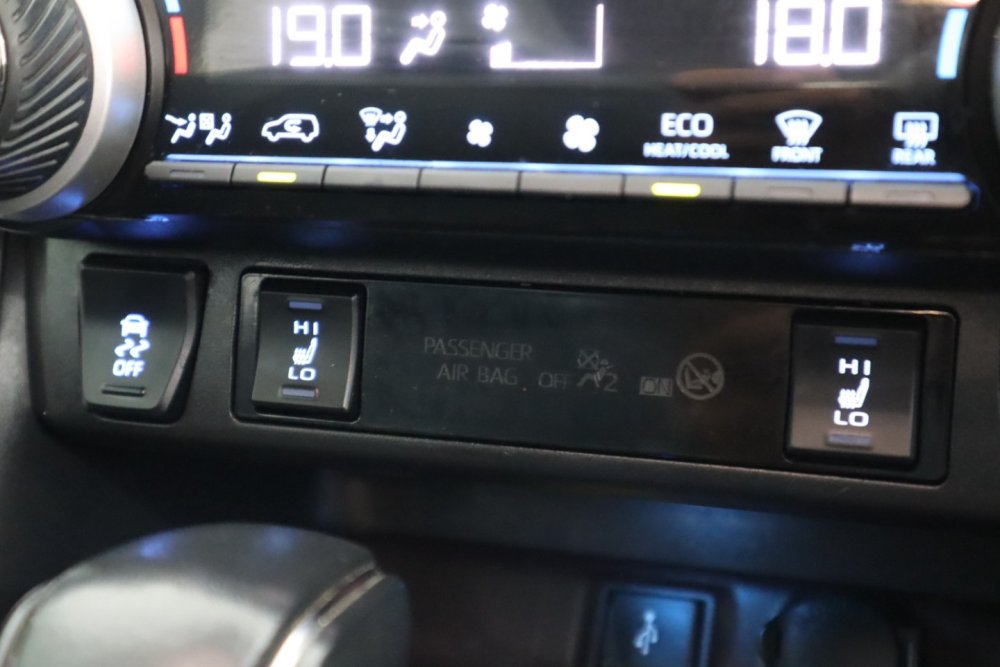 19.0 18.0
ECO
HEAT/COOL
FRONT
REAR
OFF
HI
LO
PASSENGER
AIR BAG OFF 2 ON
HI
LO